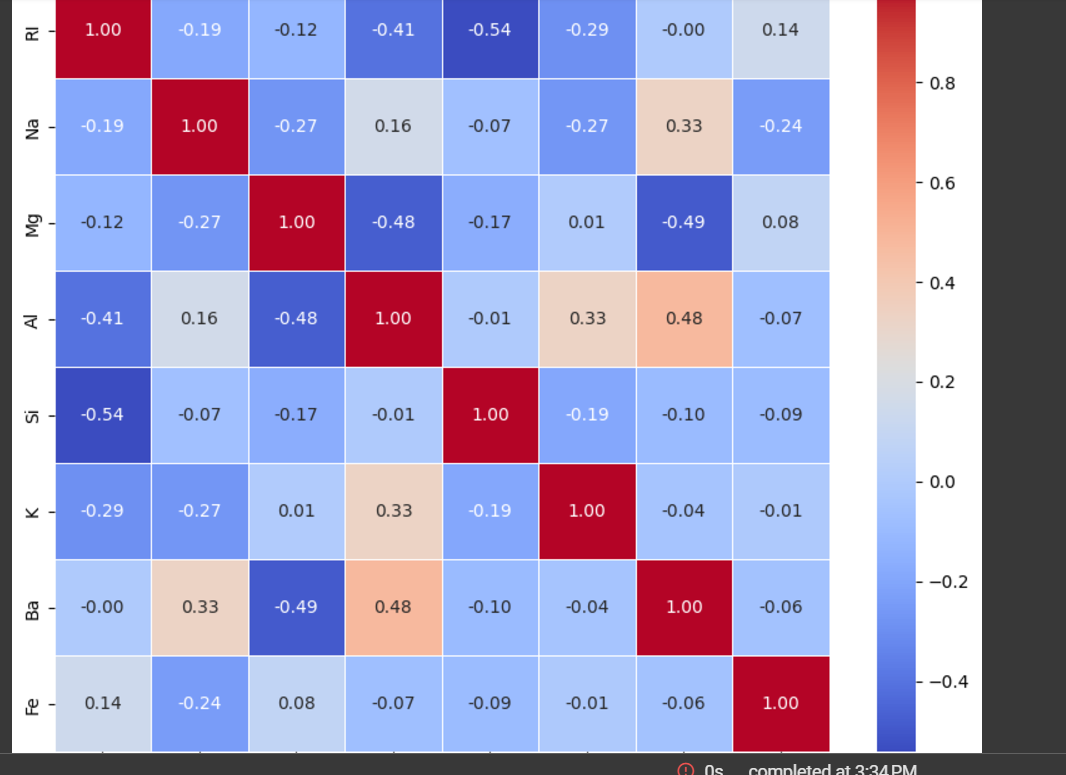 RI 1.00 -0.19 -0.12 -0.41 -0.54 -0.29 -0.00 0.14
0.8
Na -0.19 1.00 -0.27 0.16 -0.07 -0.27 0.33 -0.24
0.6
Mg -0.12 -0.27 1.00 -0.48 -0.17 0.01 -0.49 0.08
0.4
Al -0.41 0.16 -0.48 1.00 -0.01 0.33 0.48 -0.07
0.2
Si -0.54 -0.07 -0.17 -0.01 1.00 -0.19 -0.10 -0.09
0.0
K -0.29 -0.27 0.01 0.33 -0.19 1.00 -0.04 -0.01
−0.2
Ba -0.00 0.33 -0.49 0.48 -0.10 -0.04 1.00 -0.06
−0.4
Fe 0.14 -0.24 0.08 -0.07 -0.09 -0.01 -0.06 1.00
0s completed at 3:34 PM